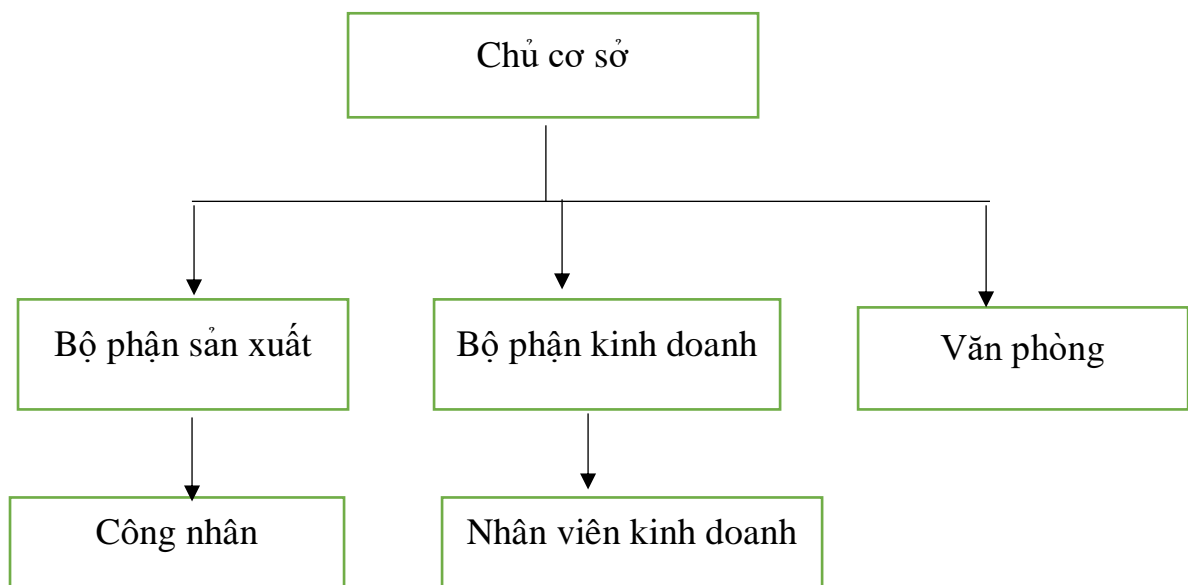 Chủ cơ sở
Bộ phận sản xuất
Bộ phận kinh doanh
Văn phòng
Công nhân
Nhân viên kinh doanh